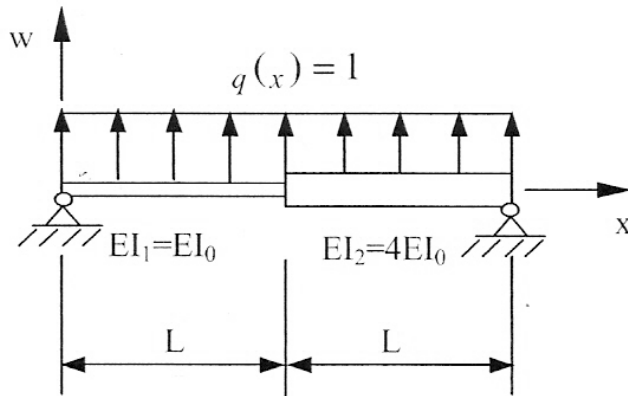 w
q(x) = 1
x
EI₁=EI₀
EI₂=4EI₀
L
L